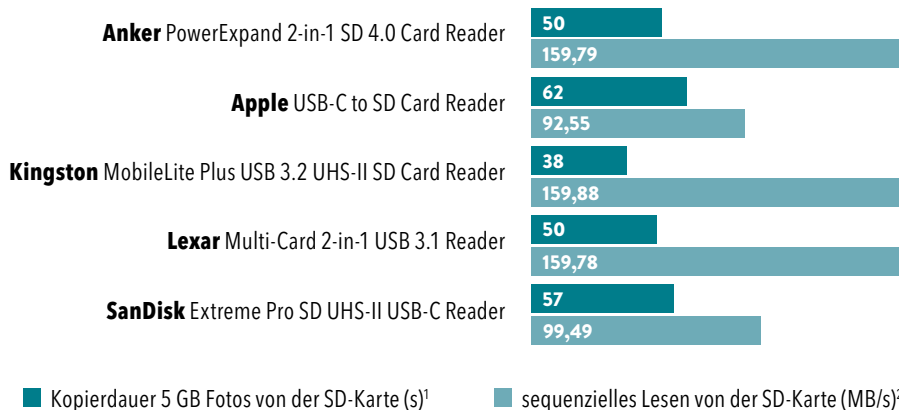 Anker PowerExpand 2-in-1 SD 4.0 Card Reader
50
159,79
Apple USB-C to SD Card Reader
62
92,55
Kingston MobileLite Plus USB 3.2 UHS-II SD Card Reader
38
159,88
Lexar Multi-Card 2-in-1 USB 3.1 Reader
50
159,78
SanDisk Extreme Pro SD UHS-II USB-C Reader
57
99,49
Kopierdauer 5 GB Fotos von der SD-Karte (s)¹
sequenzielles Lesen von der SD-Karte (MB/s)²